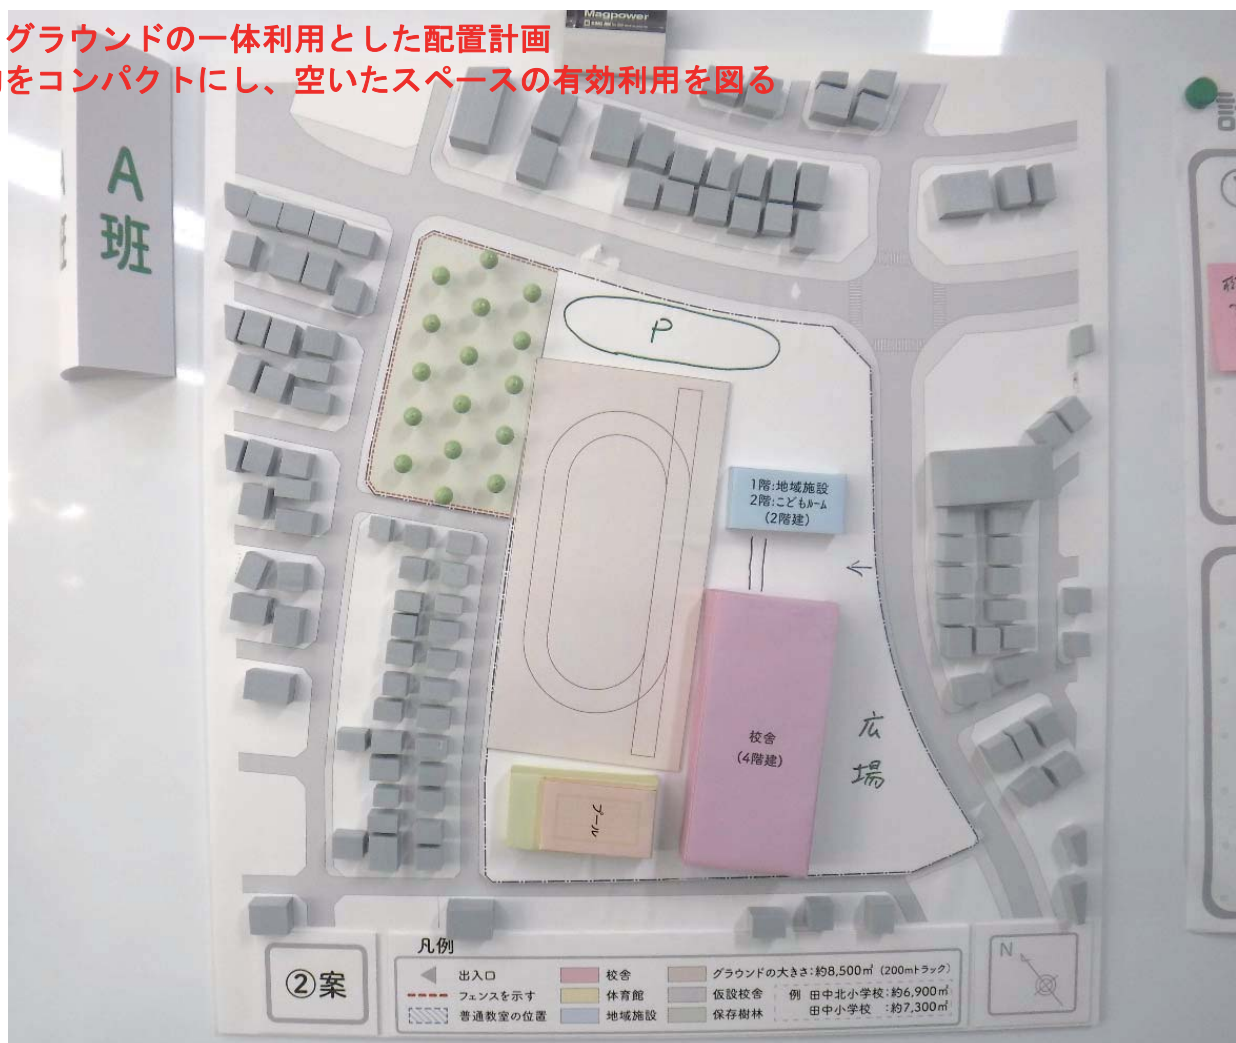 Magpower
グラウンドの一体利用とした配置計画
をコンパクトにし、空いたスペースの有効利用を図る
A
班
P
1階:地域施設
2階:こどもルーム
(2階建)
校舎
(4階建)
広
場
プール
②案
凡例
出入口
フェンスを示す
普通教室の位置
校舎
体育館
地域施設
グラウンドの大きさ:約8,500㎡ (200mトラック)
仮設校舎
保存樹林
例 田中北小学校:約6,900㎡
田中小学校 :約7,300㎡
N